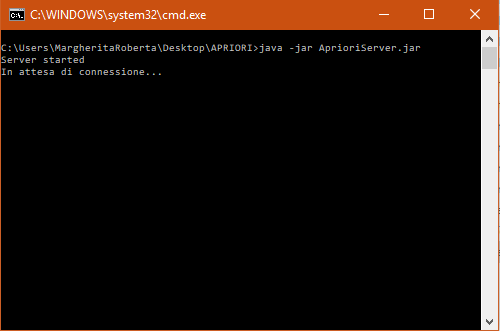 C:\WINDOWS\system32\cmd.exe
C:\Users\MargheritaRoberta\Desktop\APRIORI>java -jar AprioriServer.jar
Server started
In attesa di connessione...